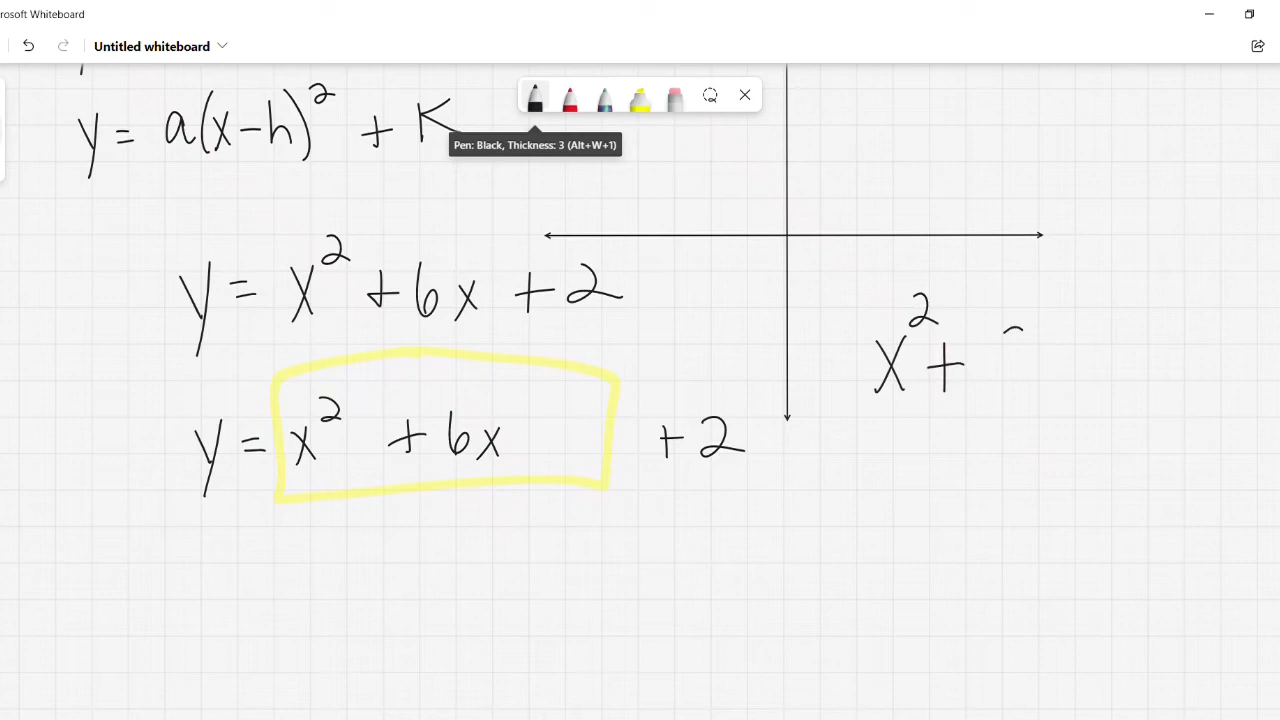 rosoft Whiteboard
Untitled whiteboard
y = a(x-h)² + K
Pen: Black, Thickness: 3 (Alt+W+1)
y = x² + 6x + 2
x² +
y = x² + 6x + 2